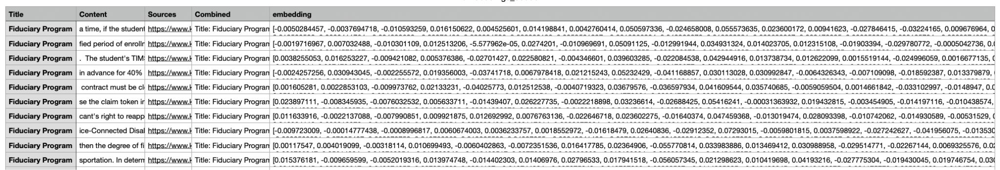 Title Content Sources Combined embedding
Fiduciary Program a time, if the student https://www.k Title: Fiduciary Program [-0.0050284457, -0.0037694718, -0.010593259, 0.016150622, 0.004525601, 0.014198841, 0.0042760414, 0.050597336, -0.024658008, 0.055573635, 0.023600172, 0.00941623, -0.027846415, -0.03224165, 0.009676964, 0
Fiduciary Program fied period of enrollm https://www.k Title: Fiduciary Program [-0.0019716967, 0.007032488, -0.010301109, 0.012513206, -5.577962e-05, 0.0274201, -0.010969691, 0.05091125, -0.012991944, 0.034931324, 0.014023705, 0.012315108, -0.01903394, -0.029780772, -0.0005042736, 0.0
Fiduciary Program . The student's TIMS https://www.k Title: Fiduciary Program [0.0038255053, 0.016253227, -0.009421082, 0.005376386, -0.02701427, 0.022580821, -0.004346601, 0.039603285, -0.022084538, 0.042944916, 0.013738734, 0.012622099, 0.0015519144, -0.024996059, 0.0016677135, 0
Fiduciary Program in advance for 40% https://www.k Title: Fiduciary Program [-0.0024257256, 0.030943045, -0.002255572, 0.019356003, -0.03741718, 0.0067978418, 0.021215243, 0.05232429, -0.041168857, 0.030113028, 0.030992847, -0.0064326343, -0.007109098, -0.018592387, 0.013379879,
Fiduciary Program contract must be cl https://www.k Title: Fiduciary Program [0.001605281, 0.0022853103, -0.009973762, 0.02133231, -0.04025773, 0.012512538, -0.0040719323, 0.03679576, -0.036597934, 0.041609544, 0.035740685, -0.0059059504, 0.0014661842, -0.033102997, -0.0148947, 0.0
Fiduciary Program se the claim token in https://www.k Title: Fiduciary Program [0.023897111, -0.008345935, -0.0076032532, 0.005633711, -0.01439407, 0.026227735, -0.0022218898, 0.03236614, -0.02688425, 0.05416241, -0.00031363932, 0.019432815, -0.003454905, -0.014197116, -0.010438574,
Fiduciary Program cant's right to reapp https://www.k Title: Fiduciary Program [0.011633916, -0.0022137088, -0.007990851, 0.009921875, 0.012692992, 0.0076763136, -0.022646718, 0.023602275, -0.01640374, 0.047459368, -0.013019474, 0.028093398, -0.010742062, -0.014930589, -0.00531529, 0
Fiduciary Program ice-Connected Disal https://www.k Title: Fiduciary Program [-0.009723009, -0.00014777438, -0.0008996817, 0.0060674003, 0.0036233757, 0.0018552972, -0.01618479, 0.02640836, -0.02912352, 0.07293015, -0.0059801815, 0.0037598922, -0.027242627, -0.041956075, -0.013530
Fiduciary Program then the degree of fi https://www.k Title: Fiduciary Program [0.00117547, 0.004019099, -0.00318114, 0.010699493, -0.0060402863, -0.0072351536, 0.016417785, 0.02364906, -0.055770814, 0.033983886, 0.013469412, 0.030988958, -0.029514771, -0.02267144, 0.0069325576, 0.02
Fiduciary Program sportation. In determ https://www.k Title: Fiduciary Program [0.015376181, -0.009659599, -0.0052019316, 0.013974748, -0.014402303, 0.01406976, 0.02796533, 0.017941518, -0.056057345, 0.021298623, 0.010419698, 0.04193216, -0.027775304, -0.019430045, 0.019746754, 0.030